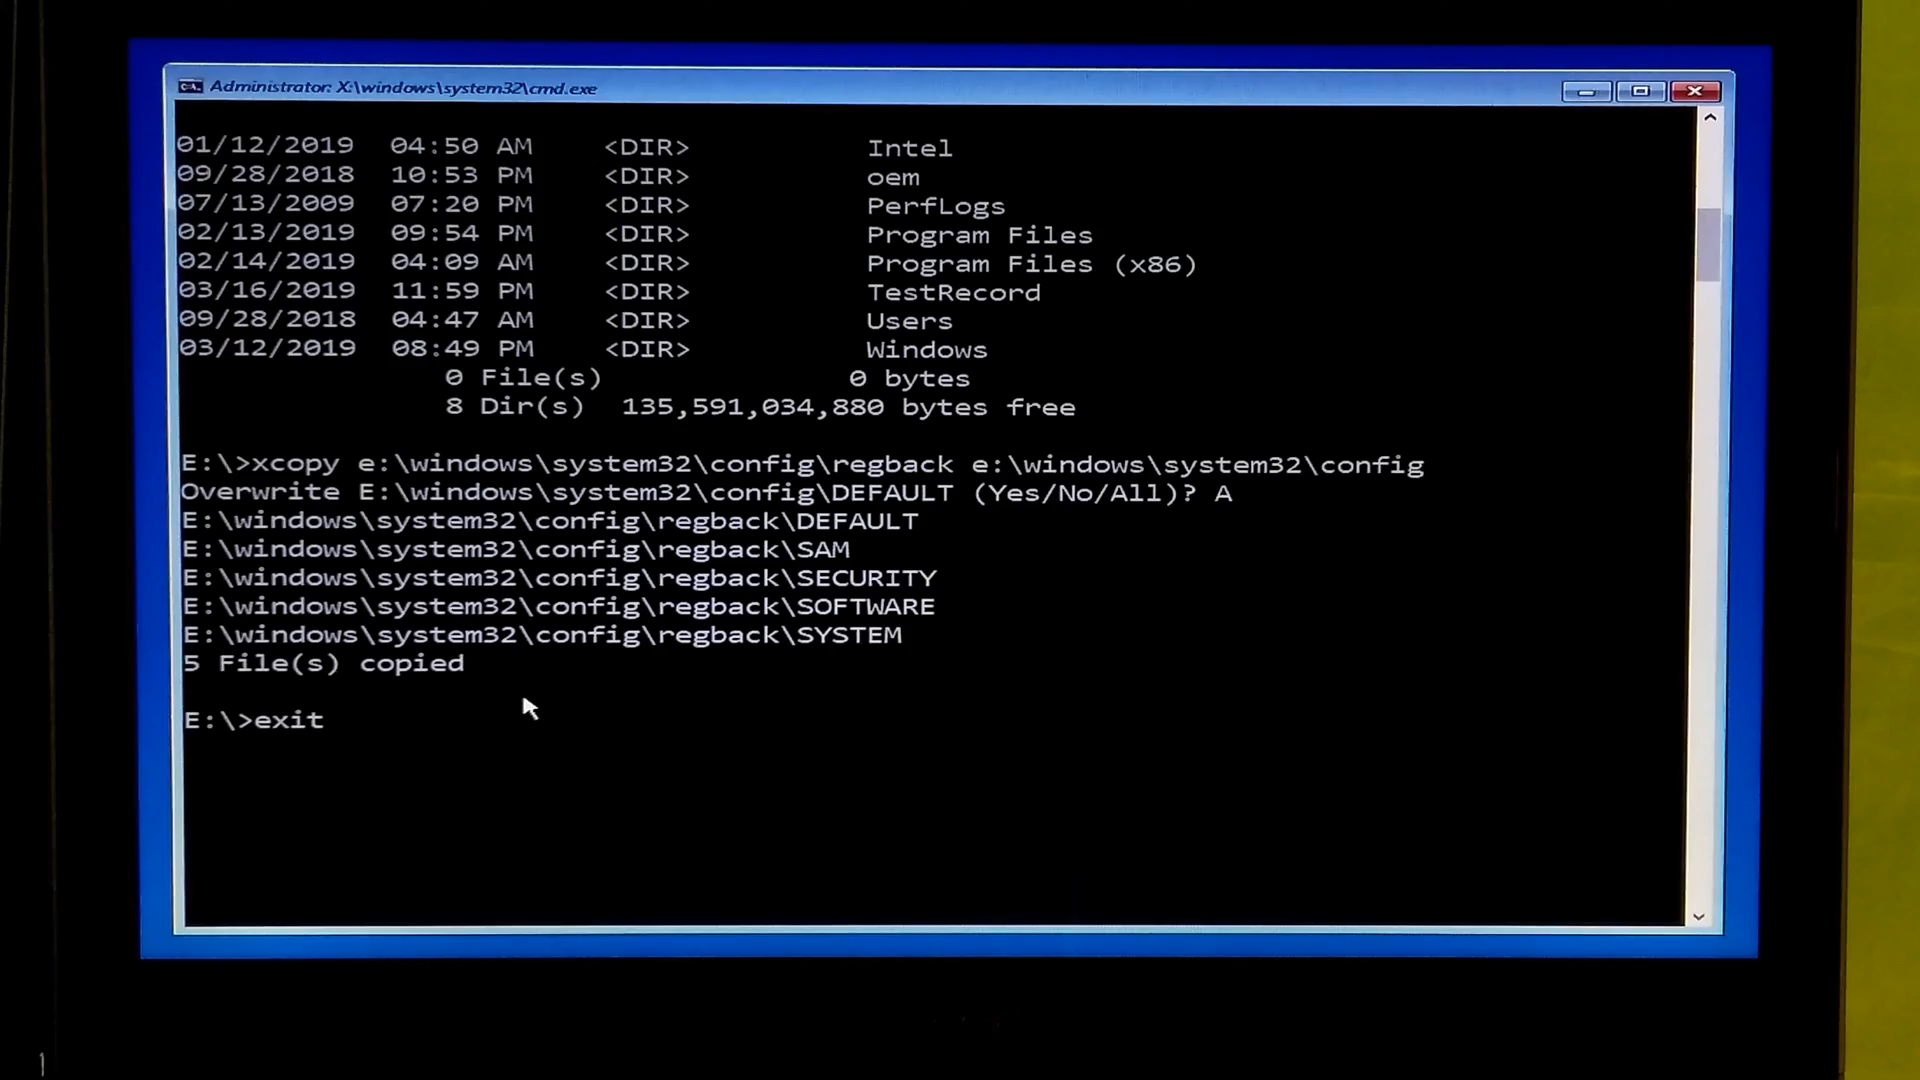 Administrator: X:\windows\system32\cmd.exe
01/12/2019 04:50 AM <DIR> Intel
09/28/2018 10:53 PM <DIR> oem
07/13/2009 07:20 PM <DIR> PerfLogs
02/13/2019 09:54 PM <DIR> Program Files
02/14/2019 04:09 AM <DIR> Program Files (x86)
03/16/2019 11:59 PM <DIR> TestRecord
09/28/2018 04:47 AM <DIR> Users
03/12/2019 08:49 PM <DIR> Windows
0 File(s) 0 bytes
8 Dir(s) 135,591,034,880 bytes free
E:\>xcopy e:\windows\system32\config\regback e:\windows\system32\config
Overwrite E:\windows\system32\config\DEFAULT (Yes/No/All)? A
E:\windows\system32\config\regback\DEFAULT
E:\windows\system32\config\regback\SAM
E:\windows\system32\config\regback\SECURITY
E:\windows\system32\config\regback\SOFTWARE
E:\windows\system32\config\regback\SYSTEM
5 File(s) copied
E:\>exit